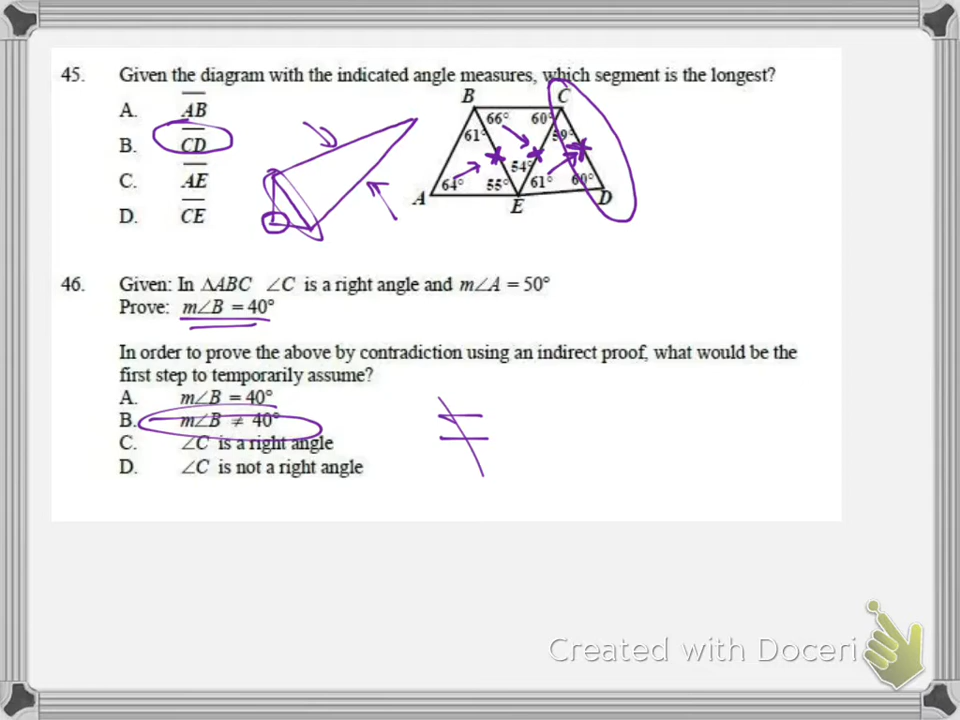 45. Given the diagram with the indicated angle measures, which segment is the longest?
A. AB
B. CD
C. AE
D. CE
B C
66° 60°
61° 59°
54°
64° 55° 61° 60°
A E D
46. Given: In ΔABC ∠C is a right angle and m∠A = 50°
Prove: m∠B = 40°
In order to prove the above by contradiction using an indirect proof, what would be the
first step to temporarily assume?
A. m∠B = 40°
B. m∠B ≠ 40°
C. ∠C is a right angle
D. ∠C is not a right angle
≠
Created with Doceri